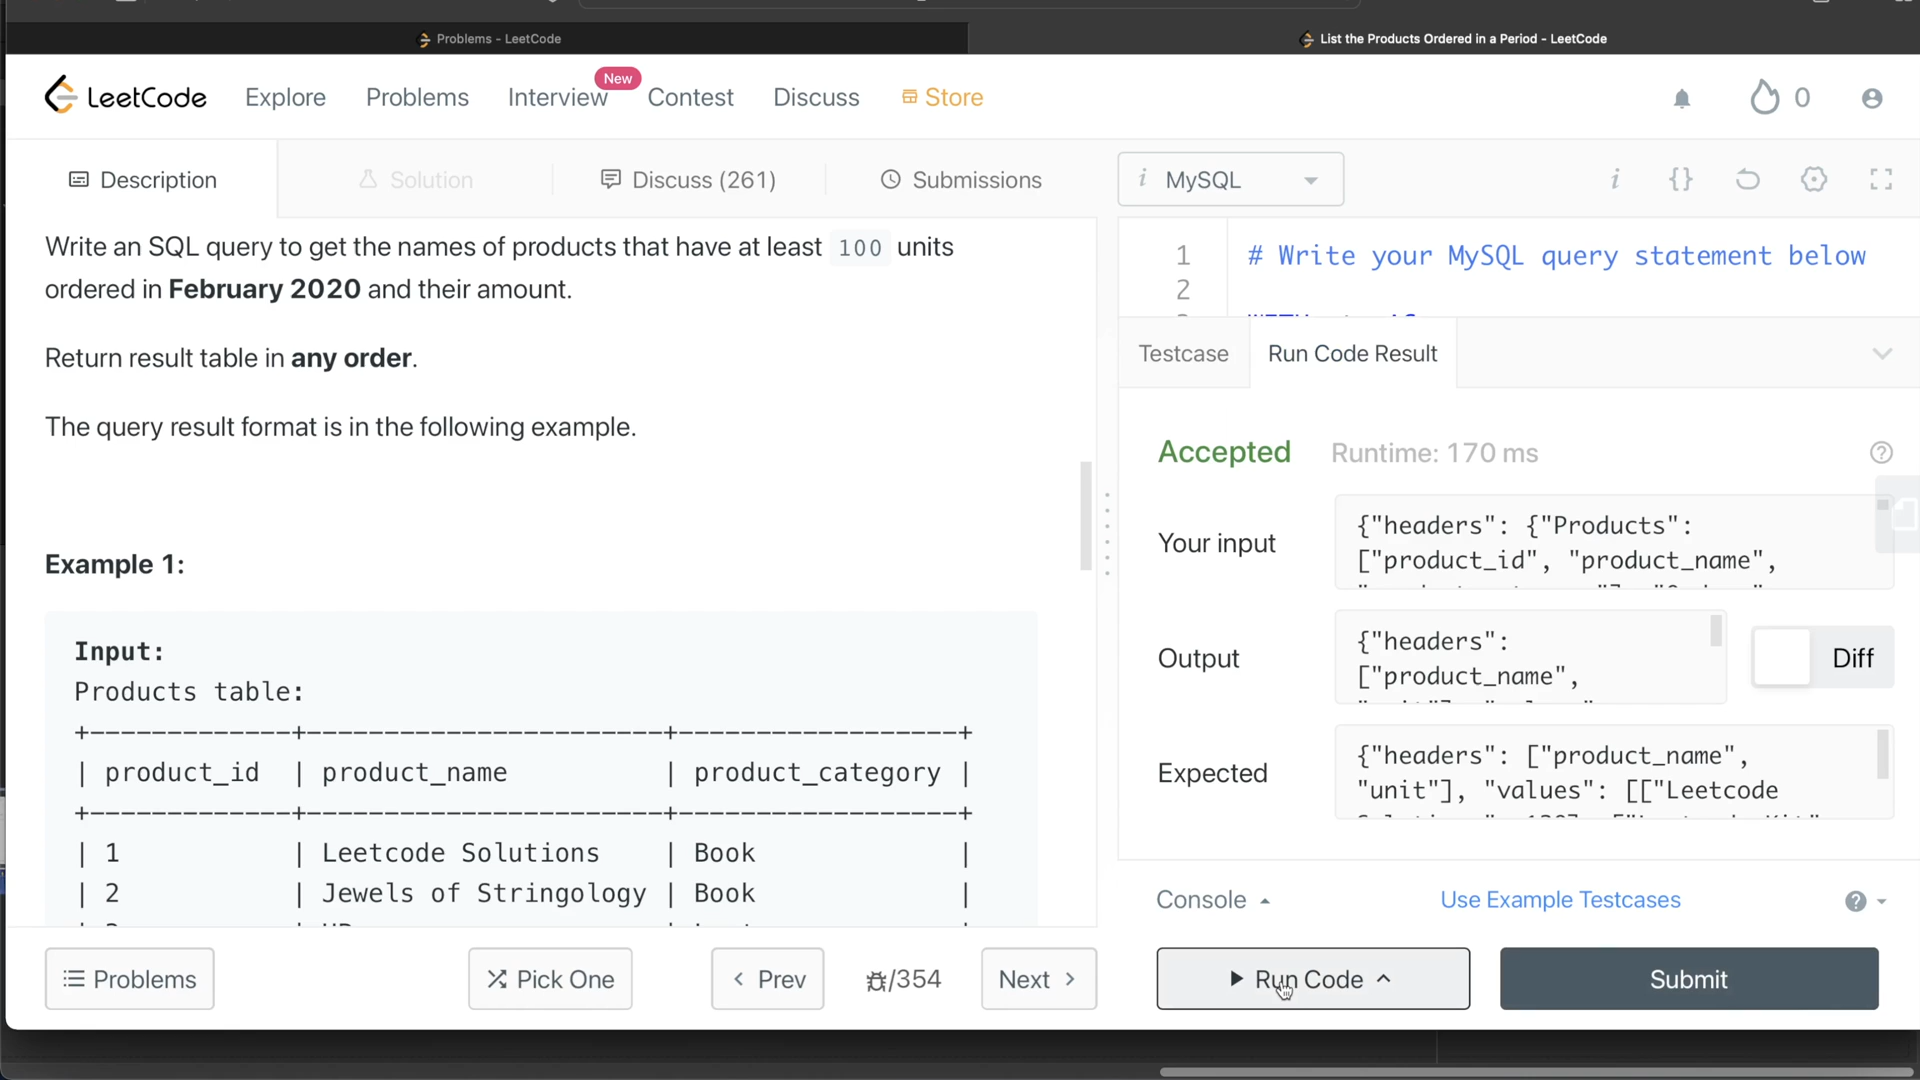 Problems - LeetCode
List the Products Ordered in a Period - LeetCode
LeetCode
Explore
Problems
Interview
New
Contest
Discuss
Store
0
Description
Solution
Discuss (261)
Submissions
i MySQL
i {}
Write an SQL query to get the names of products that have at least 100 units
ordered in February 2020 and their amount.
Return result table in any order.
The query result format is in the following example.
Example 1:
Input:
Products table:
+-------------+-----------------------+------------------+
| product_id | product_name | product_category |
+-------------+-----------------------+------------------+
| 1 | Leetcode Solutions | Book |
| 2 | Jewels of Stringology | Book |
1 # Write your MySQL query statement below
2
Testcase
Run Code Result
Accepted
Runtime: 170 ms
Your input
{"headers": {"Products":
["product_id", "product_name",
Output
{"headers":
["product_name",
Diff
Expected
{"headers": ["product_name",
"unit"], "values": [["Leetcode
Console
Use Example Testcases
Problems
Pick One
Prev
/354
Next
Run Code
Submit